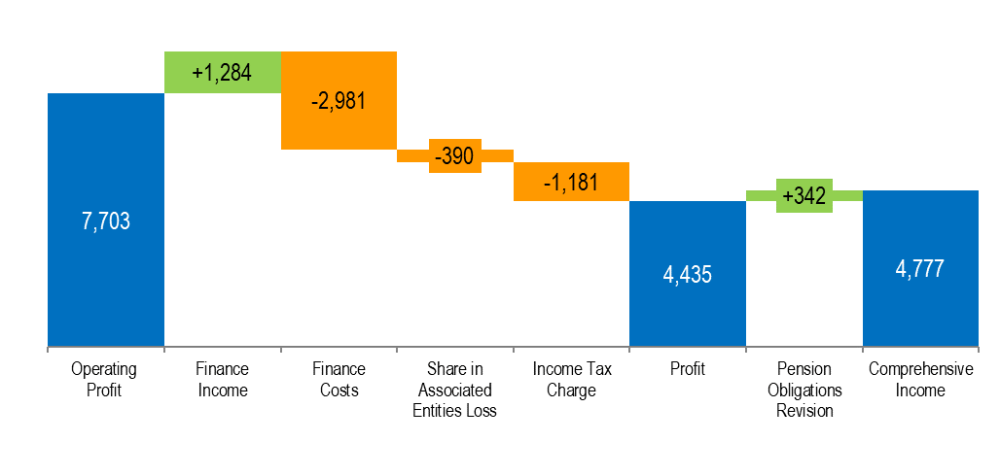 +1,284
-2,981
-390
-1,181
+342
7,703
4,435
4,777
Operating
Profit
Finance
Income
Finance
Costs
Share in
Associated
Entities Loss
Income Tax
Charge
Profit
Pension
Obligations
Revision
Comprehensive
Income